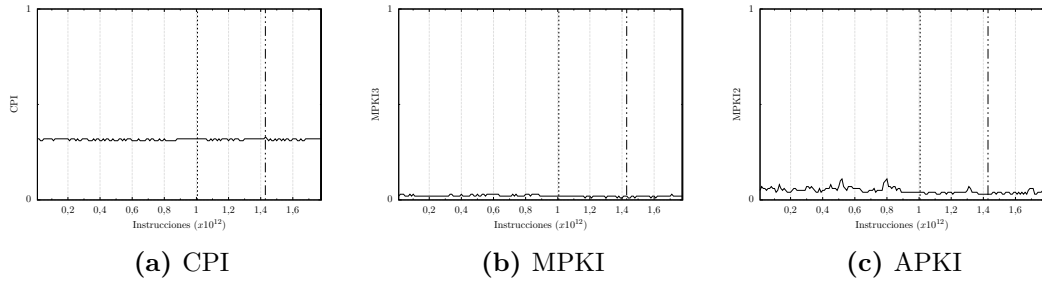 1
CPI
0
0,2 0,4 0,6 0,8 1 1,2 1,4 1,6
Instrucciones (x10^12)
(a) CPI
1
MPKI3
0
0,2 0,4 0,6 0,8 1 1,2 1,4 1,6
Instrucciones (x10^12)
(b) MPKI
1
MPKI2
0
0,2 0,4 0,6 0,8 1 1,2 1,4 1,6
Instrucciones (x10^12)
(c) APKI